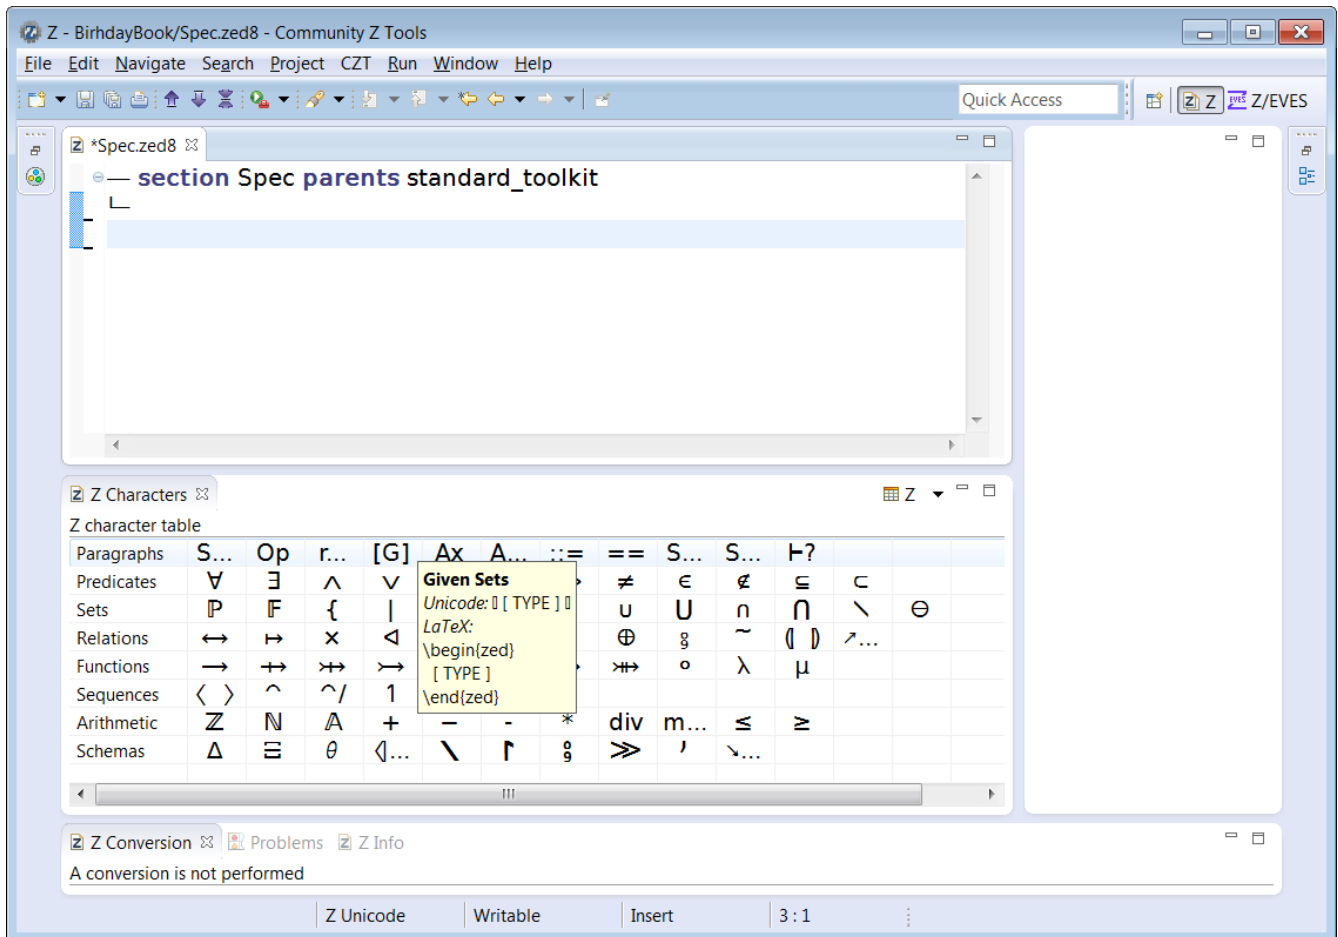 Z - BirhdayBook/Spec.zed8 - Community Z Tools
File Edit Navigate Search Project CZT Run Window Help
Quick Access Z Z/EVES
*Spec.zed8
— section Spec parents standard_toolkit
└─
Z Characters Z
Z character table
Paragraphs S... Op r... [G] Ax A... ::= == S... S... ⊢?
Predicates ∀ ∃ ∧ ∨ ≠ ∈ ∉ ⊆ ⊂
Sets ℙ 𝔽 { | ∪ ⋃ ∩ ⋂ \ ⊖
Relations ↔ ↦ × ◁ ⊕ ⨾ ~ ⦇ ⦈ ↗...
Functions → ⇸ ⤔ ↣ ⤕ ∘ λ μ
Sequences ⟨ ⟩ ⁀ ⁀/ 1
Arithmetic ℤ ℕ 𝔸 + − - * div m... ≤ ≥
Schemas Δ Ξ θ ⦉... ⧹ ↾ ⨟ ⨠ ′ ↘...
Given Sets
Unicode: [ TYPE ]
LaTeX:
\begin{zed}
[ TYPE ]
\end{zed}
Z Conversion Problems Z Info
A conversion is not performed
Z Unicode Writable Insert 3 : 1